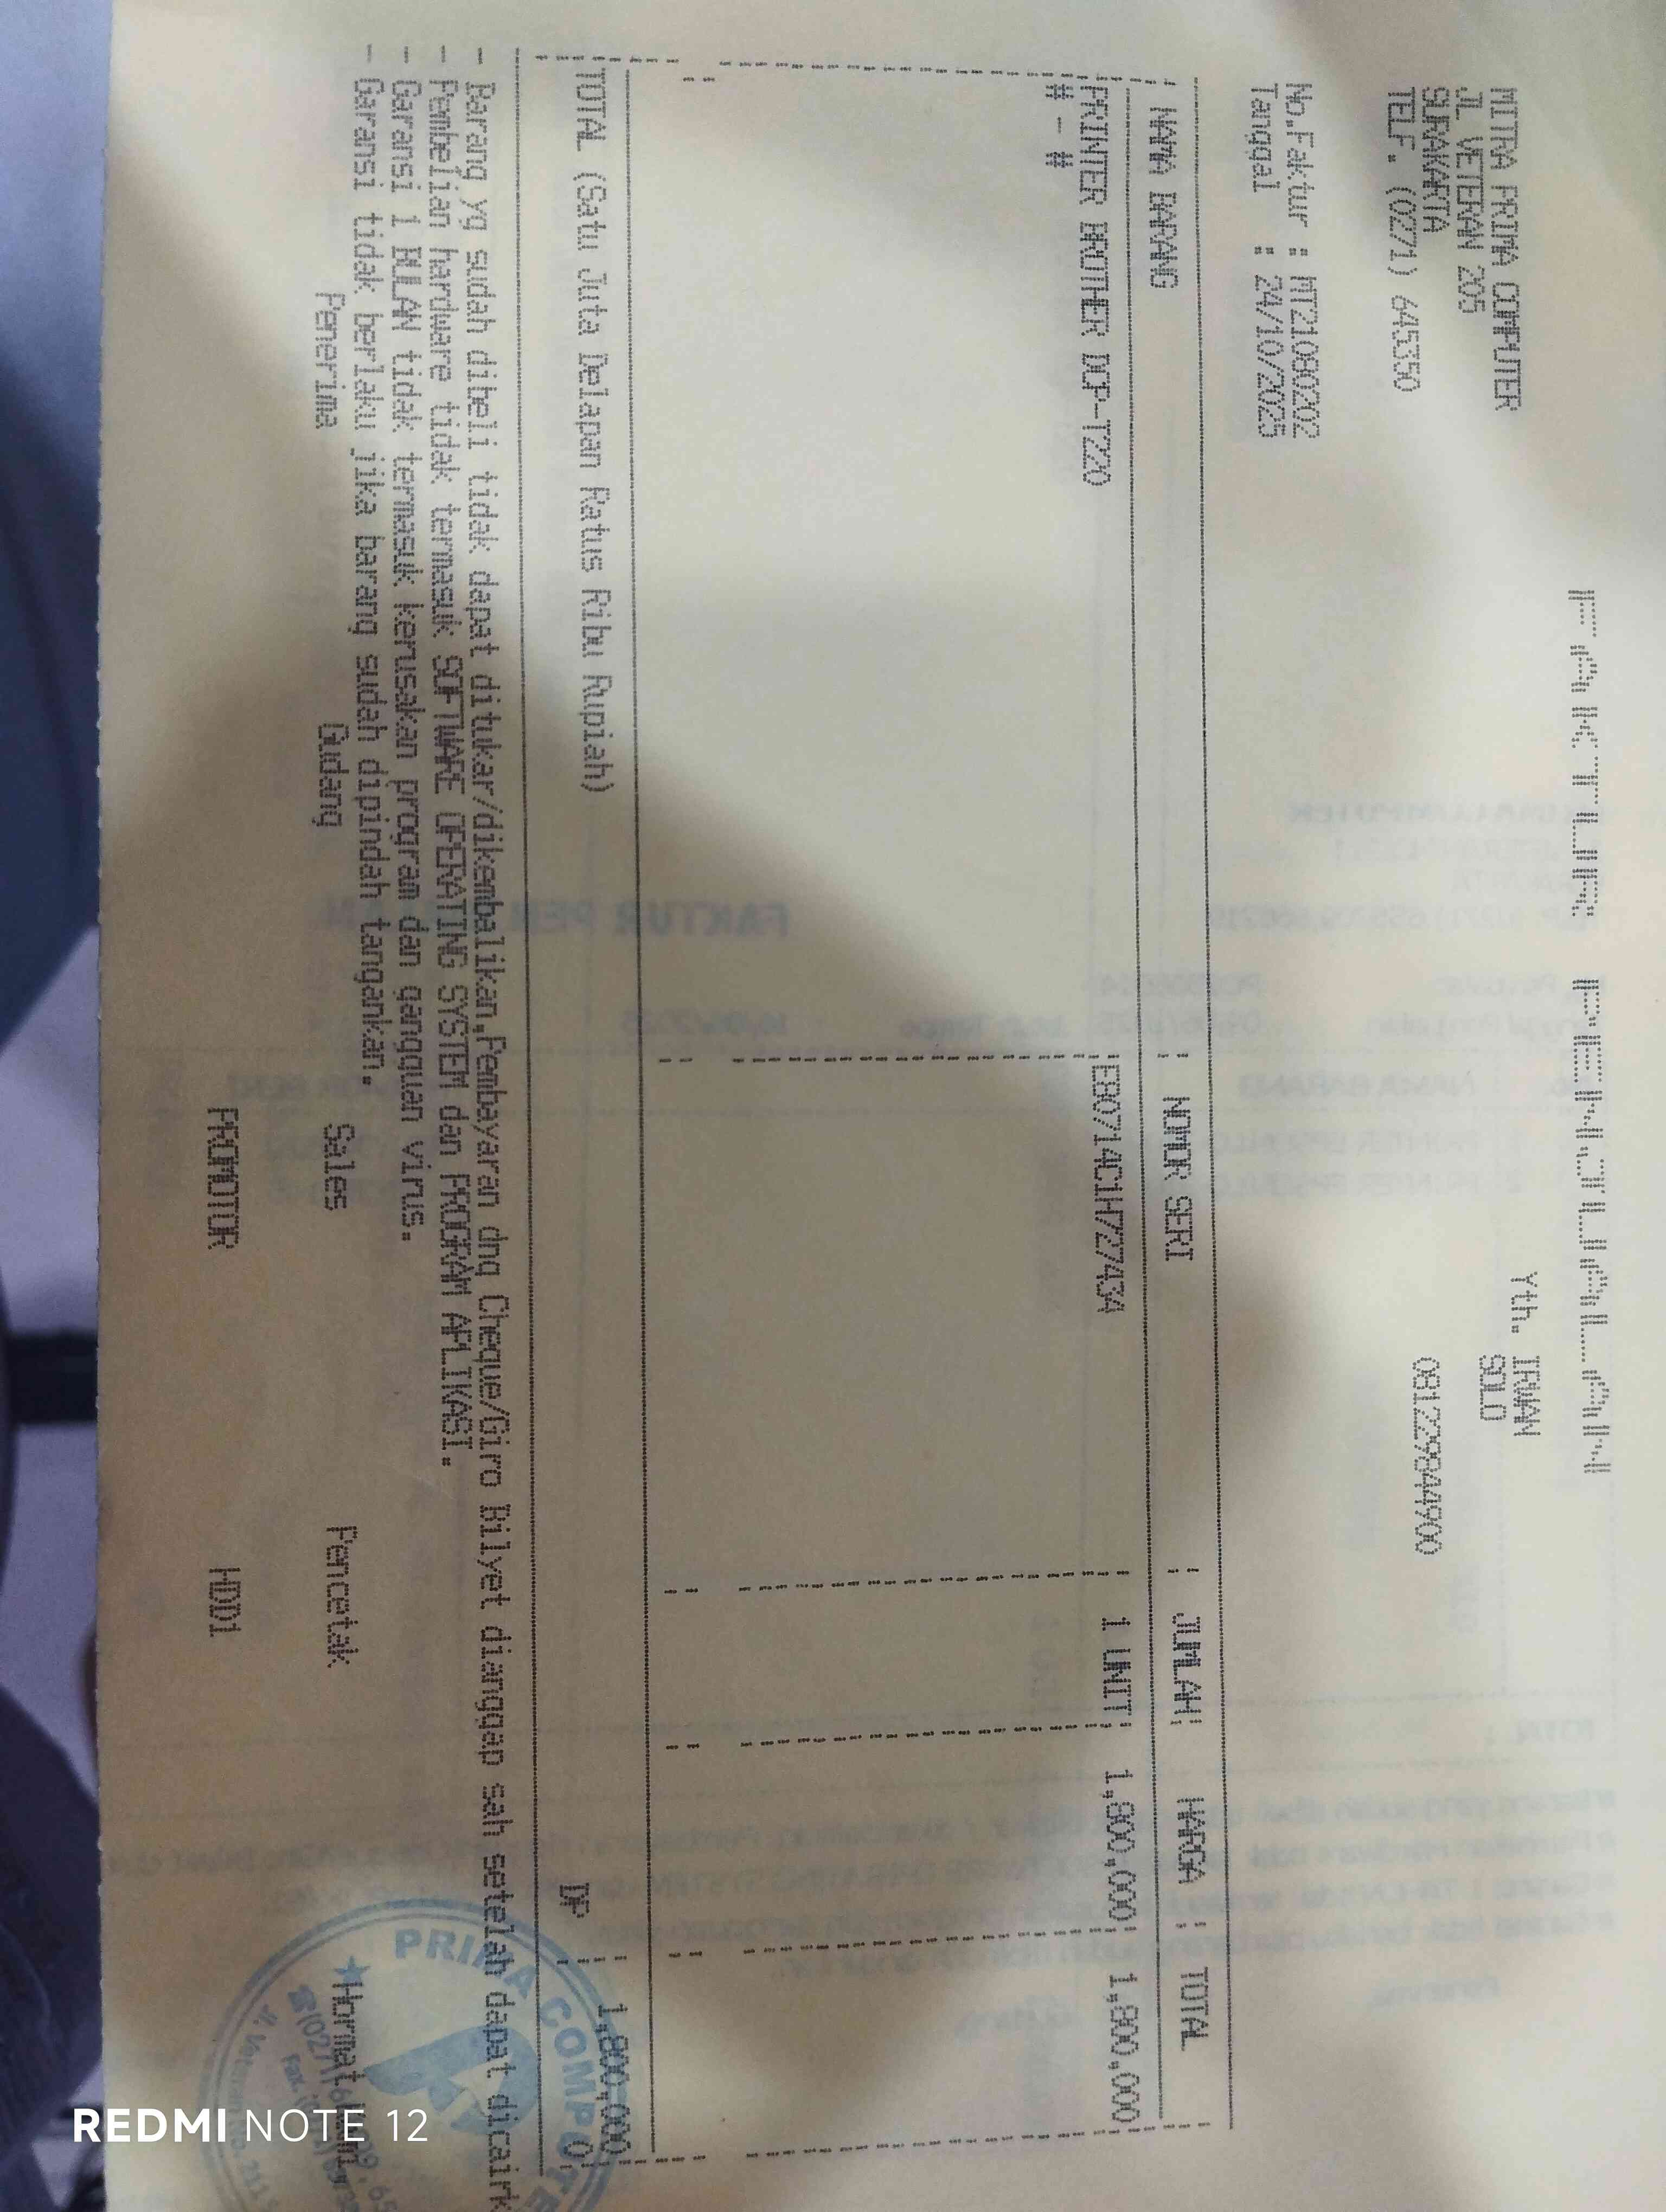 FAKTUR PENJUALAN
MITRA PRIMA COMPUTER
JL VETERAN 205
SURAKARTA
TELP. (0271) 645350
Yth. IRWAN
SOLO
081229844900
No.Faktur : MT21080202
Tanggal : 24/10/2025
NAMA BARANG : NOMOR SERI : JUMLAH: HARGA : TOTAL
PRINTER BROTHER DCP-T220 E80714C1H727434 1 UNIT 1,800,000 1,800,000
# - #
TOTAL (Satu Juta Delapan Ratus Ribu Rupiah) 1,800,000
DP 0
- Barang yg sudah dibeli tidak dapat ditukar/dikembalikan.Pembayaran dng Cheque/Giro Bilyet dianggap sah setelah dapat dicairk
- Pembelian hardware tidak termasuk SOFTWARE OPERATING SYSTEM dan PROGRAM APLIKASI.
- Garansi 1 BULAN tidak termasuk kerusakan program dan gangguan virus.
- Garansi tidak berlaku jika barang sudah dipindah tangankan.
Penerima Gudang Sales Pencetak Hormat kami,
PROMOTOR HDD1
PRIMA COMPUTE
REDMI NOTE 12